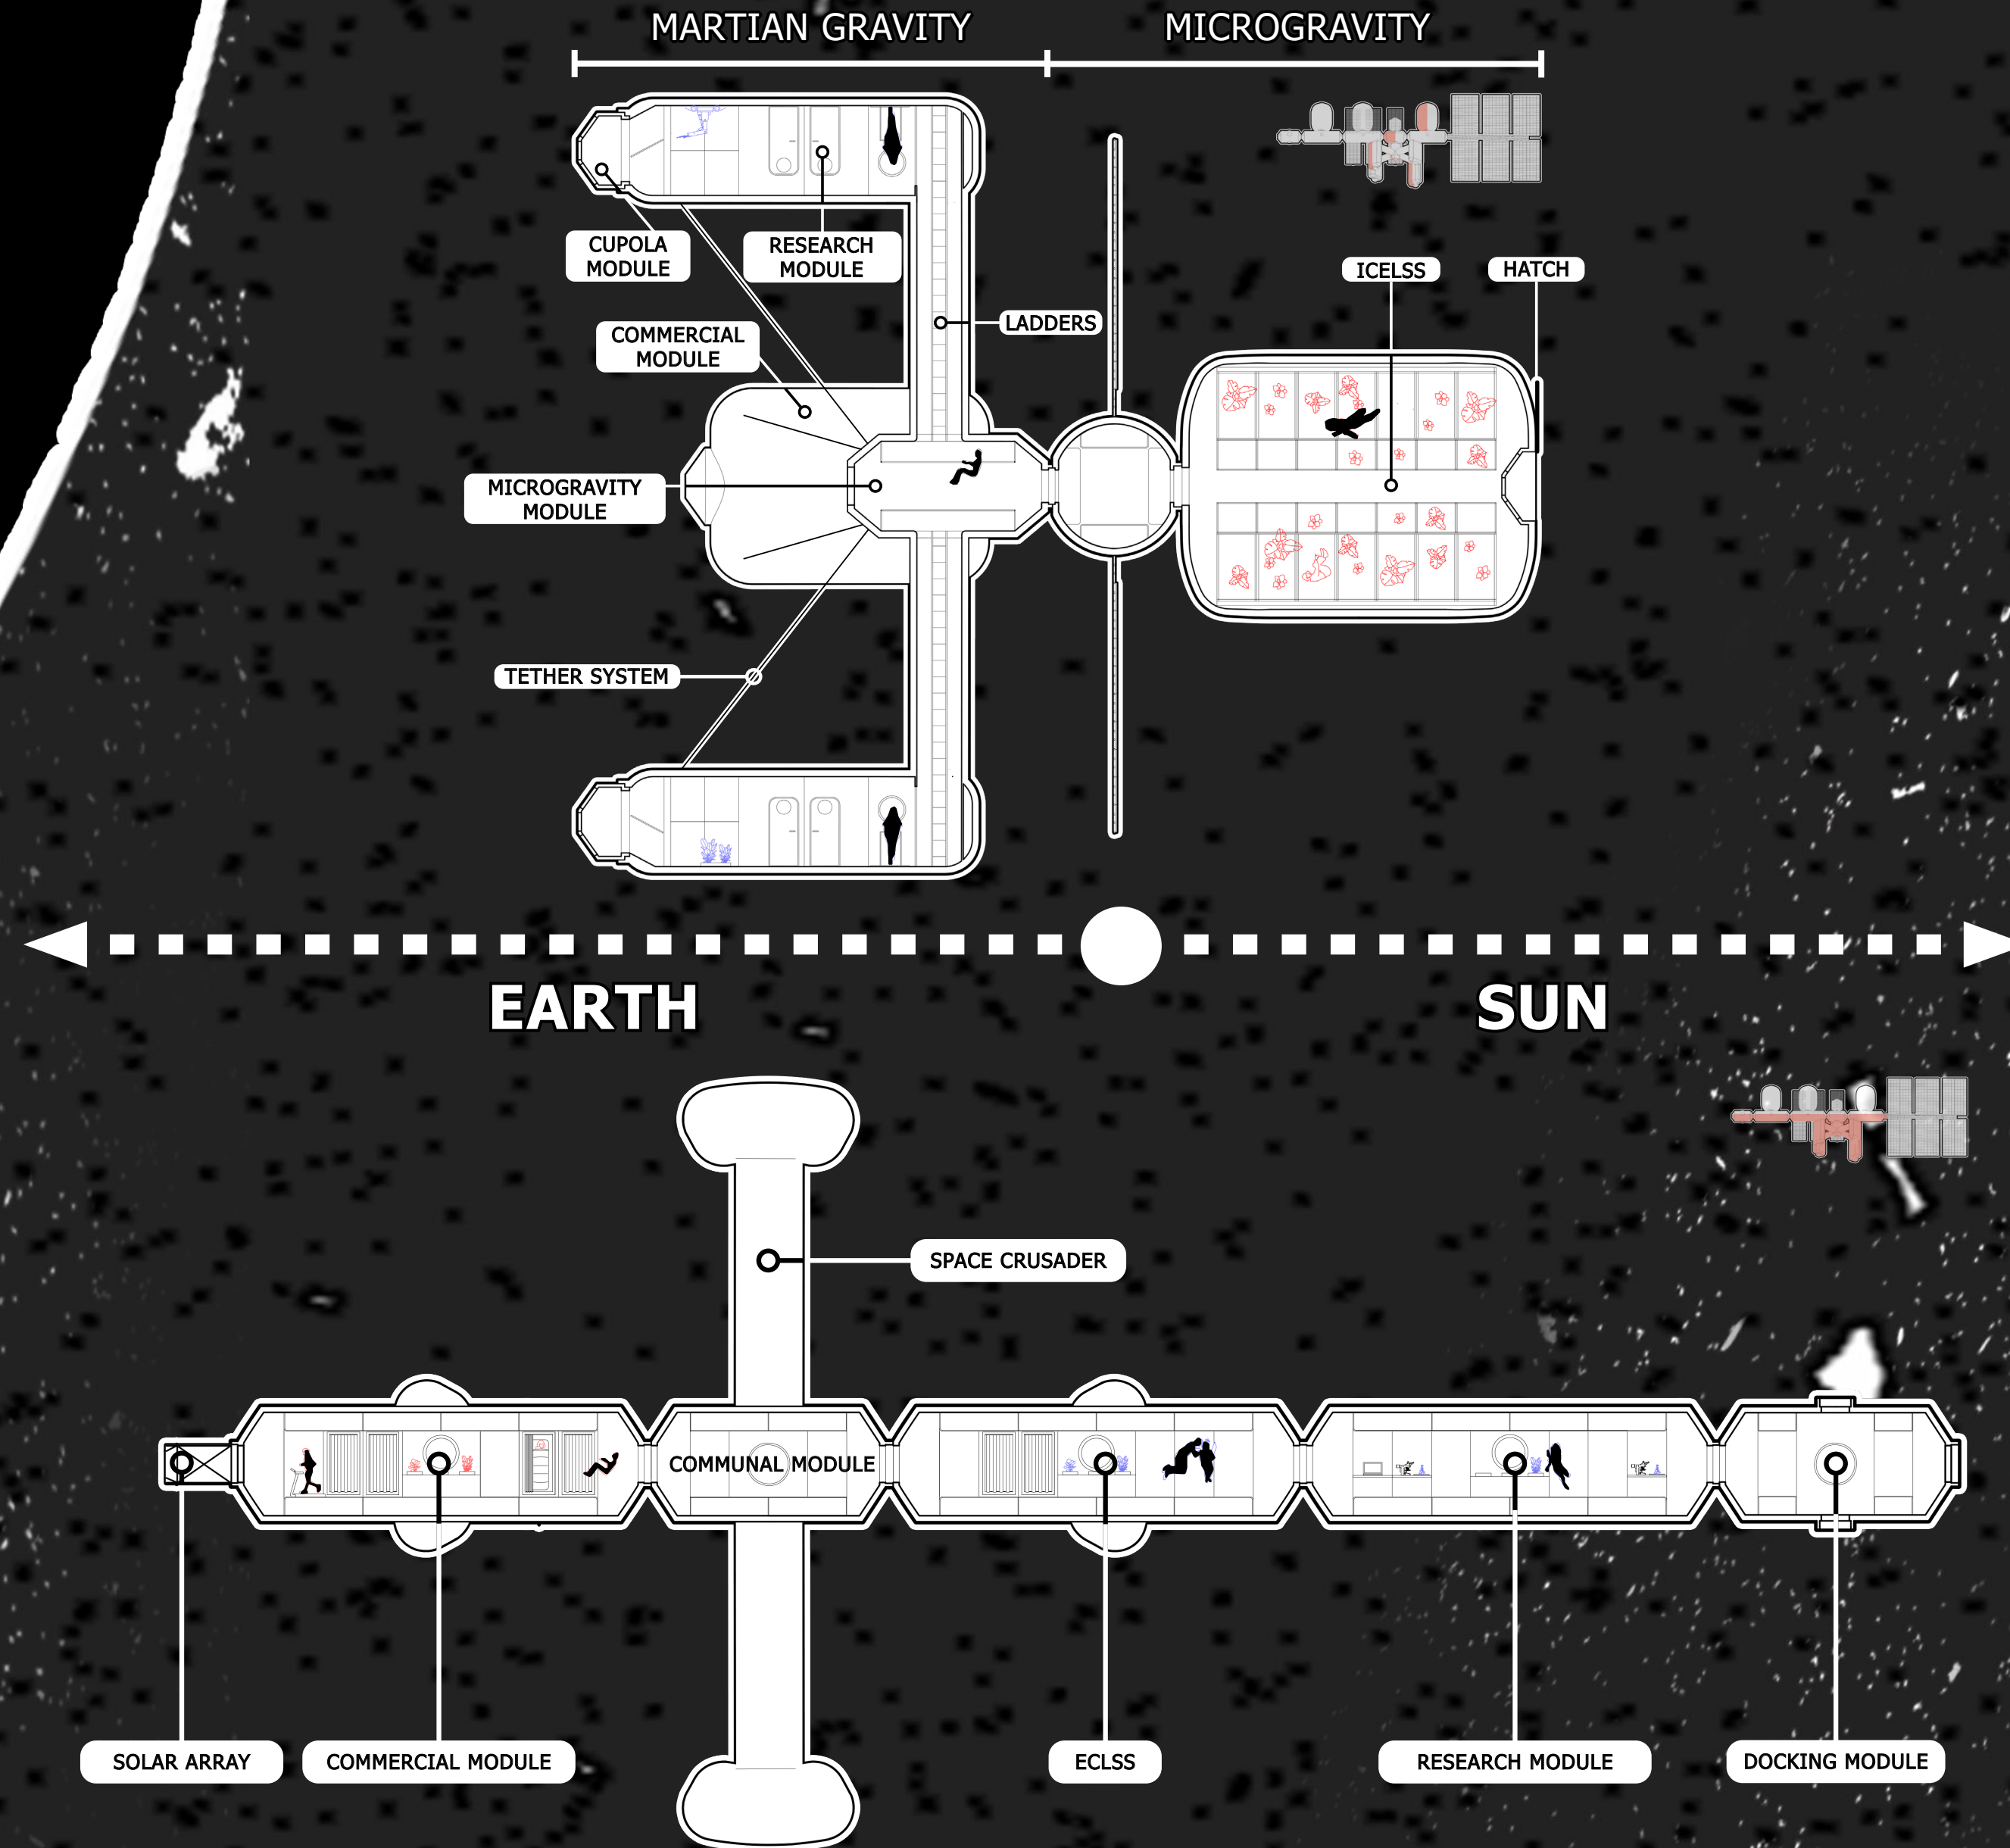 MARTIAN GRAVITY
MICROGRAVITY
CUPOLA
MODULE
RESEARCH
MODULE
ICELSS
HATCH
LADDERS
COMMERCIAL
MODULE
MICROGRAVITY
MODULE
TETHER SYSTEM
EARTH
SUN
SPACE CRUSADER
COMMUNAL MODULE
SOLAR ARRAY
COMMERCIAL MODULE
ECLSS
RESEARCH MODULE
DOCKING MODULE